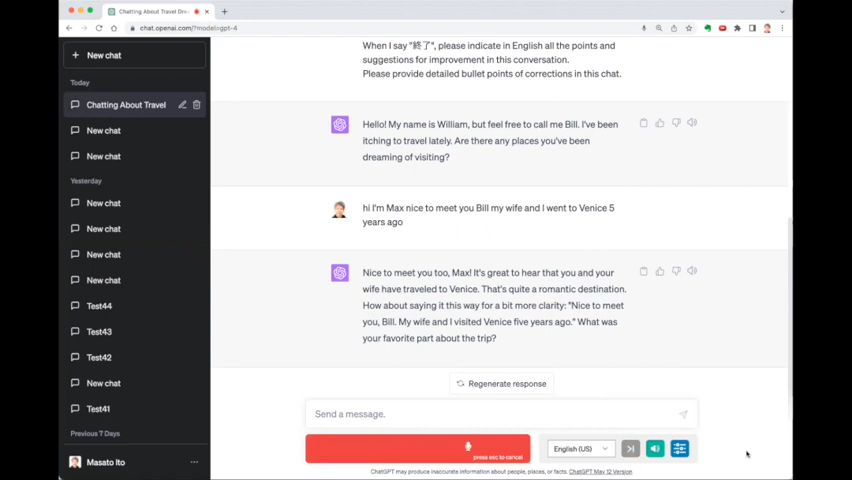 Chatting About Travel Dre
chat.openai.com/?model=gpt-4
New chat
Today
Chatting About Travel
New chat
New chat
Yesterday
New chat
New chat
New chat
New chat
Test44
Test43
Test42
New chat
Test41
Previous 7 Days
Masato Ito
When I say "終了", please indicate in English all the points and
suggestions for improvement in this conversation.
Please provide detailed bullet points of corrections in this chat.
Hello! My name is William, but feel free to call me Bill. I've been
itching to travel lately. Are there any places you've been
dreaming of visiting?
hi I'm Max nice to meet you Bill my wife and I went to Venice 5
years ago
Nice to meet you too, Max! It's great to hear that you and your
wife have traveled to Venice. That's quite a romantic destination.
How about saying it this way for a bit more clarity: "Nice to meet
you, Bill. My wife and I visited Venice five years ago." What was
your favorite part about the trip?
Regenerate response
Send a message.
press esc to cancel
English (US)
ChatGPT may produce inaccurate information about people, places, or facts. ChatGPT May 12 Version